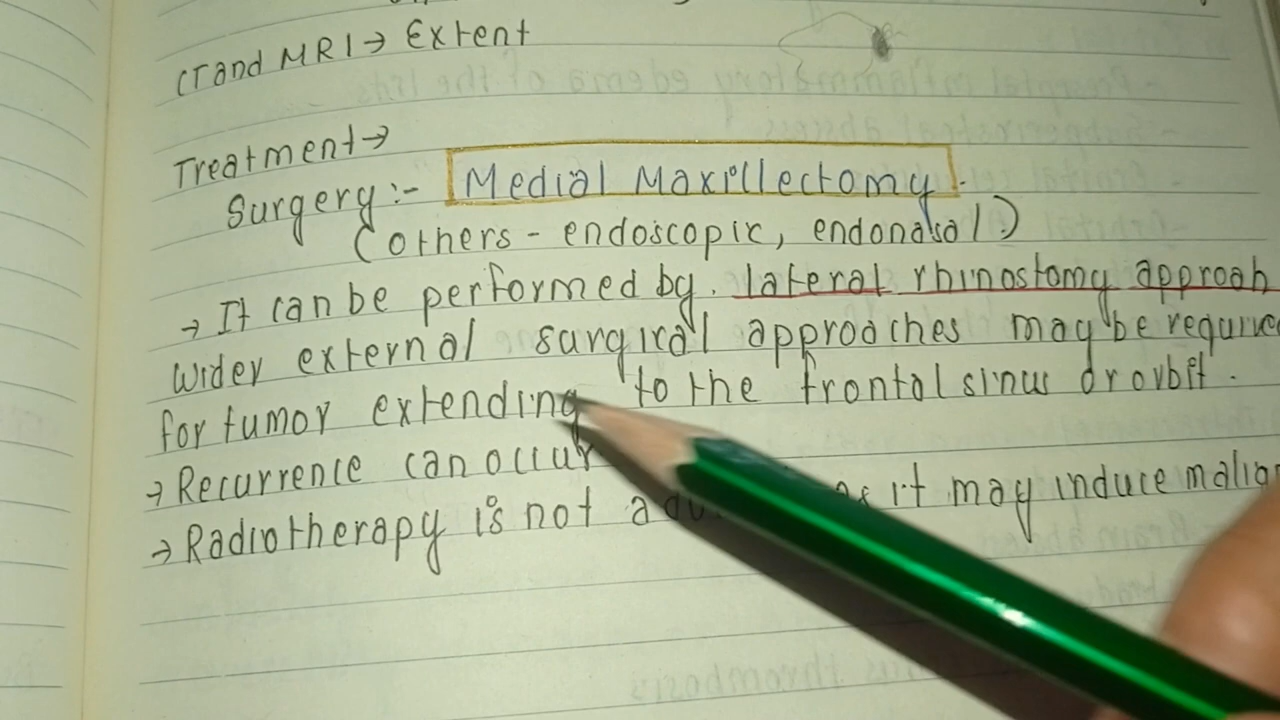 CT and MRI → Extent
Treatment →
Surgery :- Medial Maxillectomy.
(others - endoscopic, endonasal)
→ It can be performed by. lateral rhinostomy approah
Wider external surgical approaches may be require
for tumor extending to the frontal sinus or orbit.
→ Recurrence can occur
→ Radiotherapy is not as it may induce malig